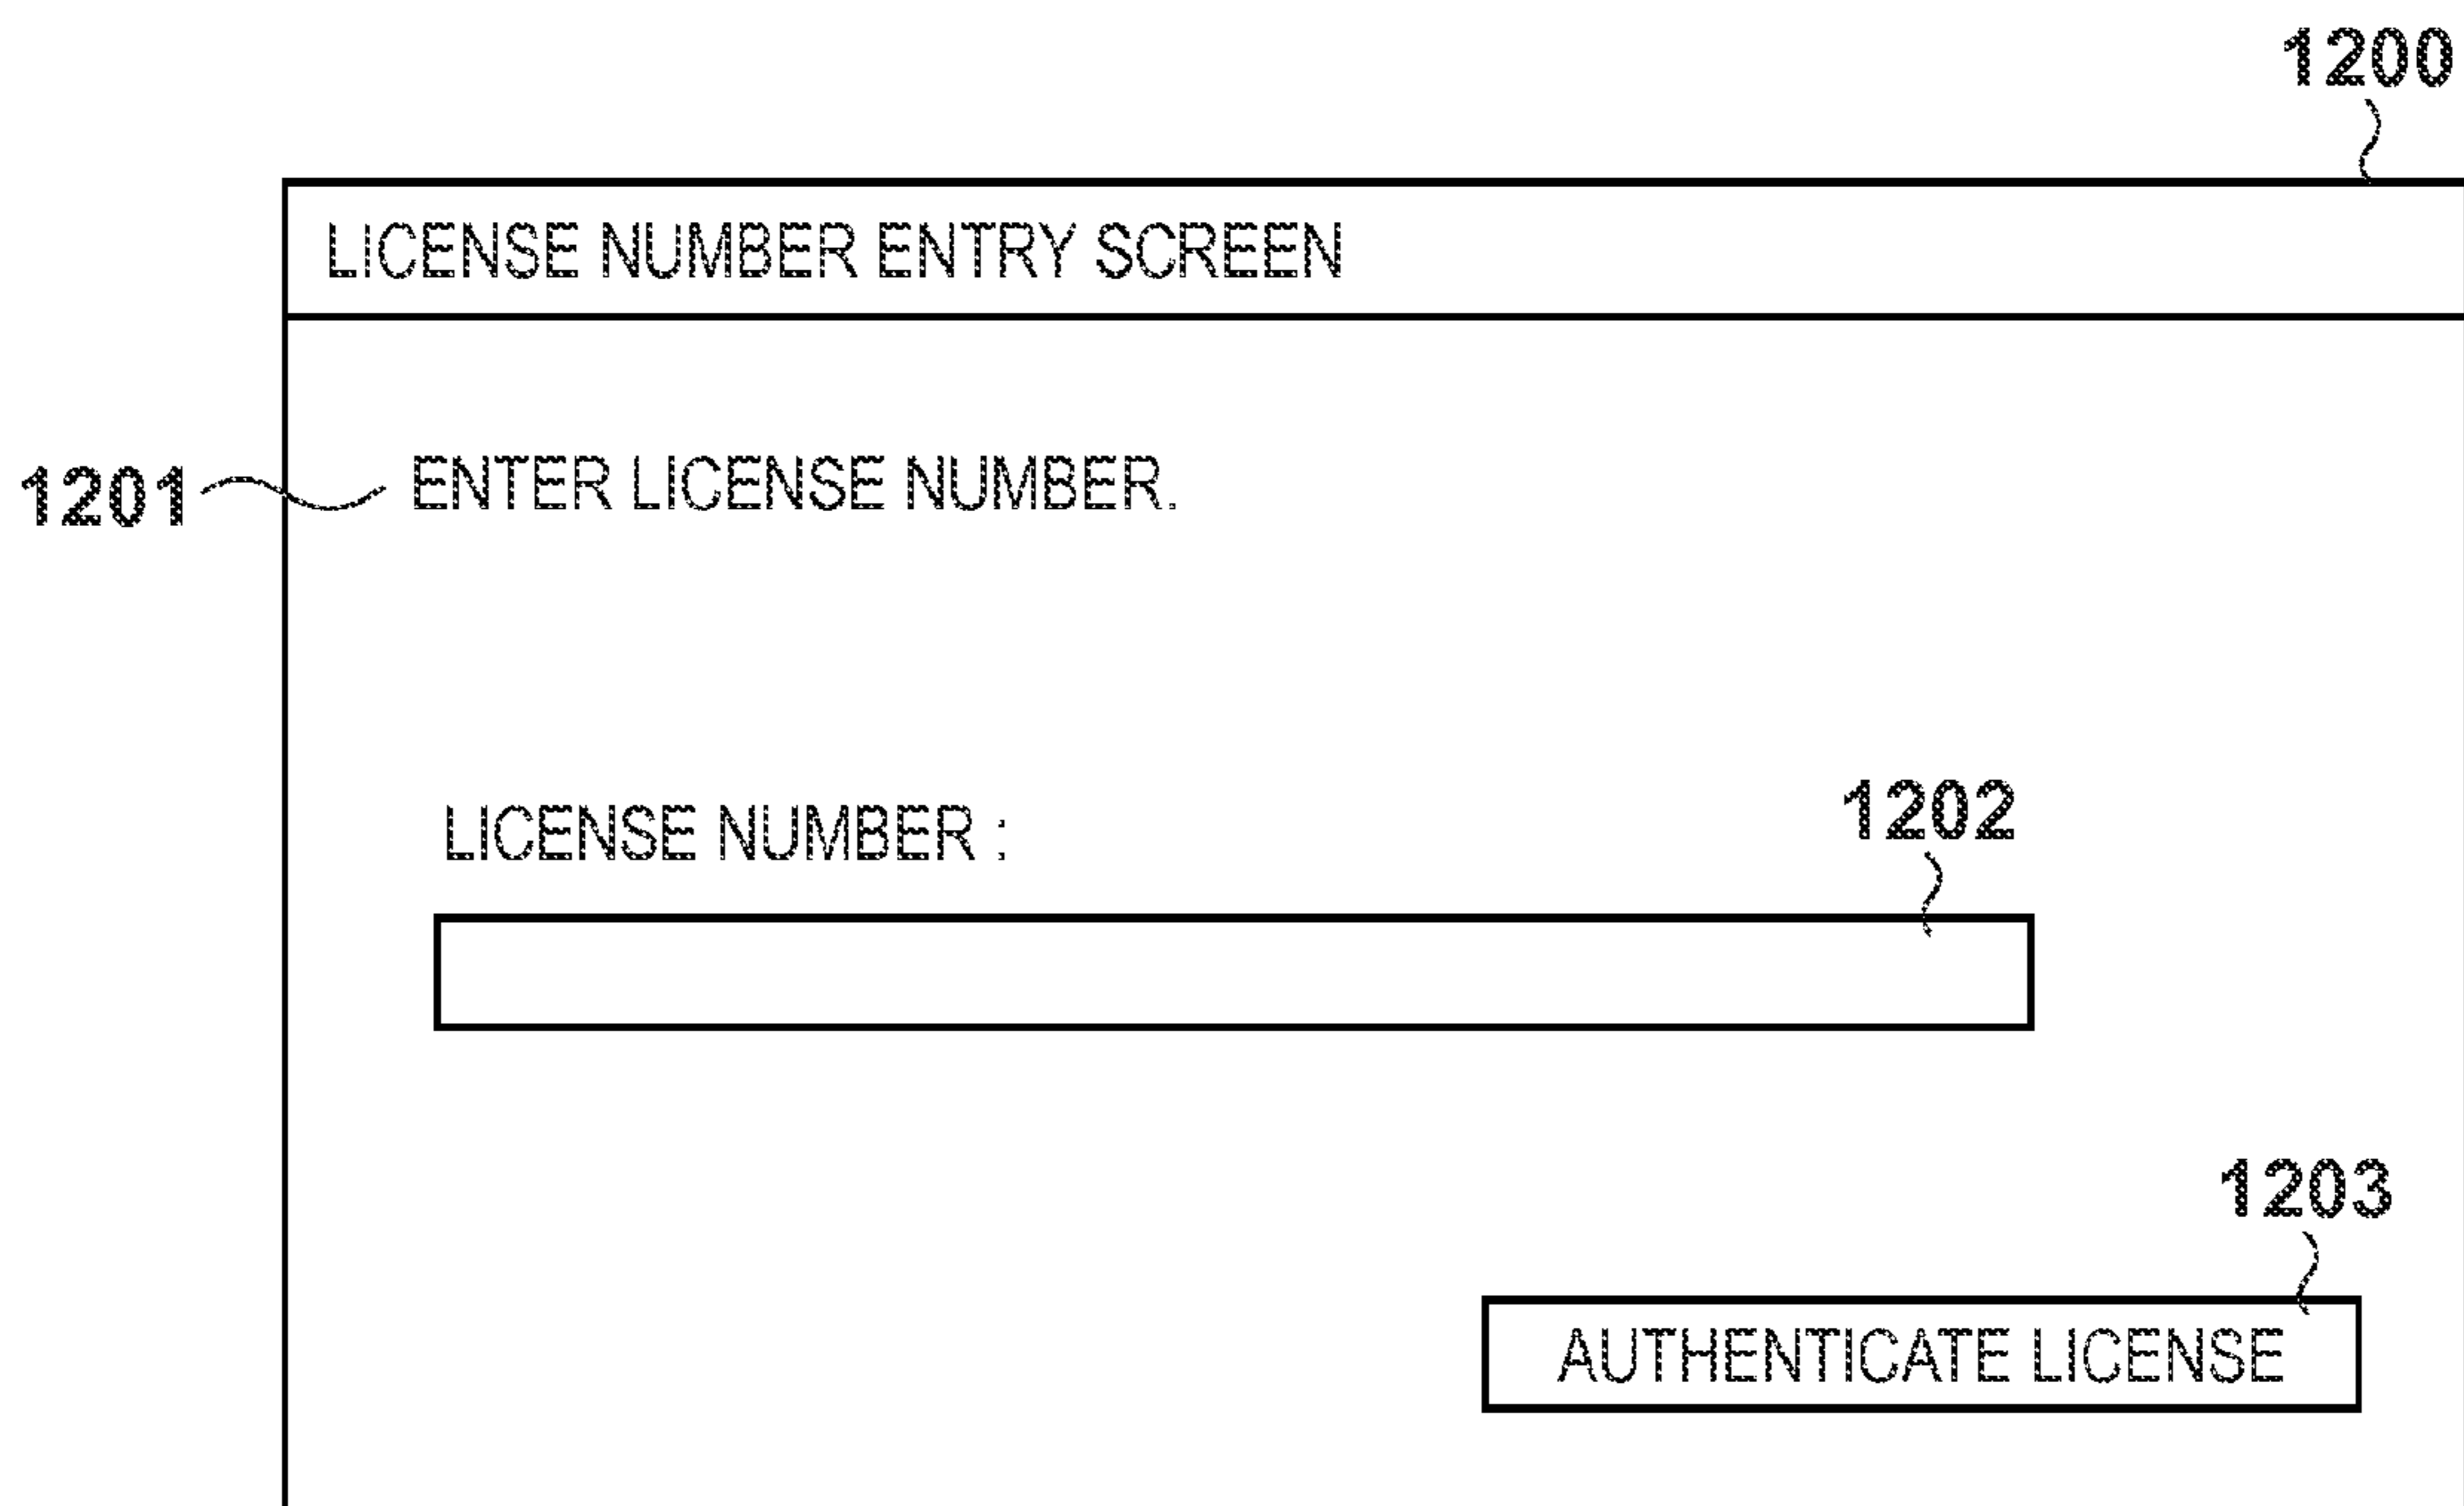 1200
LICENSE NUMBER ENTRY SCREEN
1201 ENTER LICENSE NUMBER.
1202
LICENSE NUMBER :
1203
AUTHENTICATE LICENSE